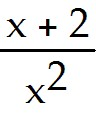 x + 2
x²